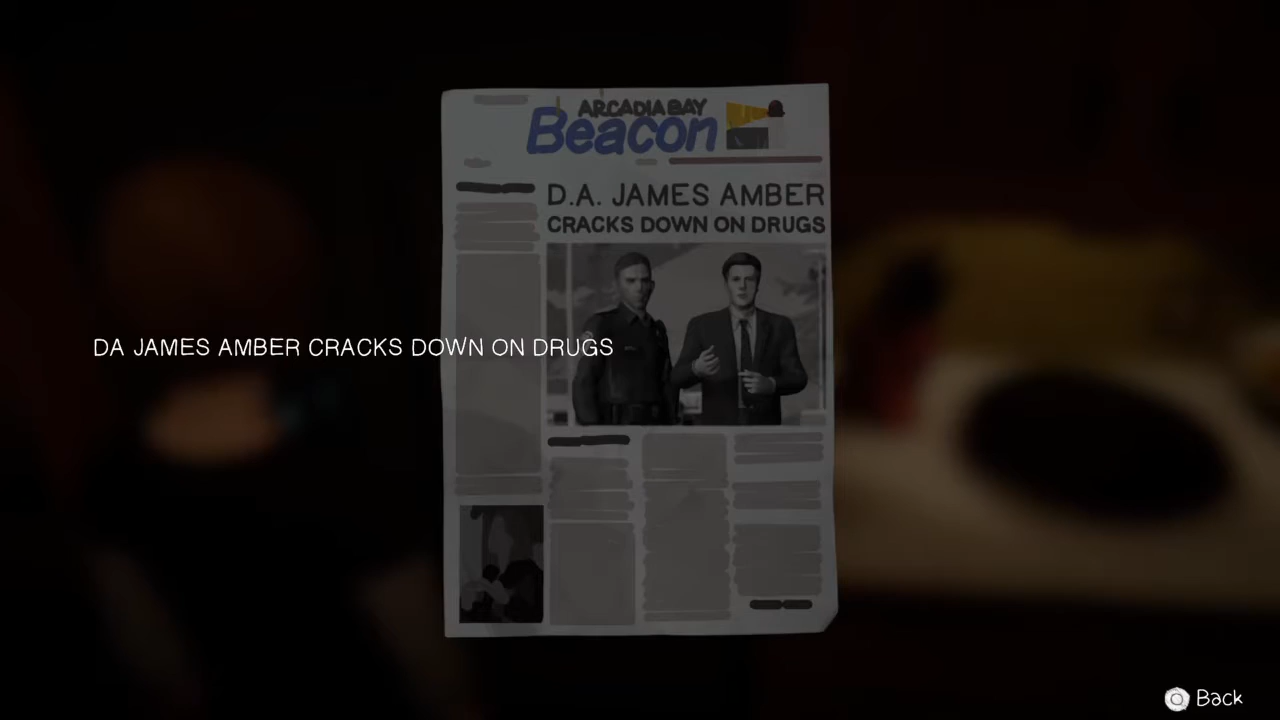 ARCADIA BAY
Beacon
D.A. JAMES AMBER
CRACKS DOWN ON DRUGS
DA JAMES AMBER CRACKS DOWN ON DRUGS
Back